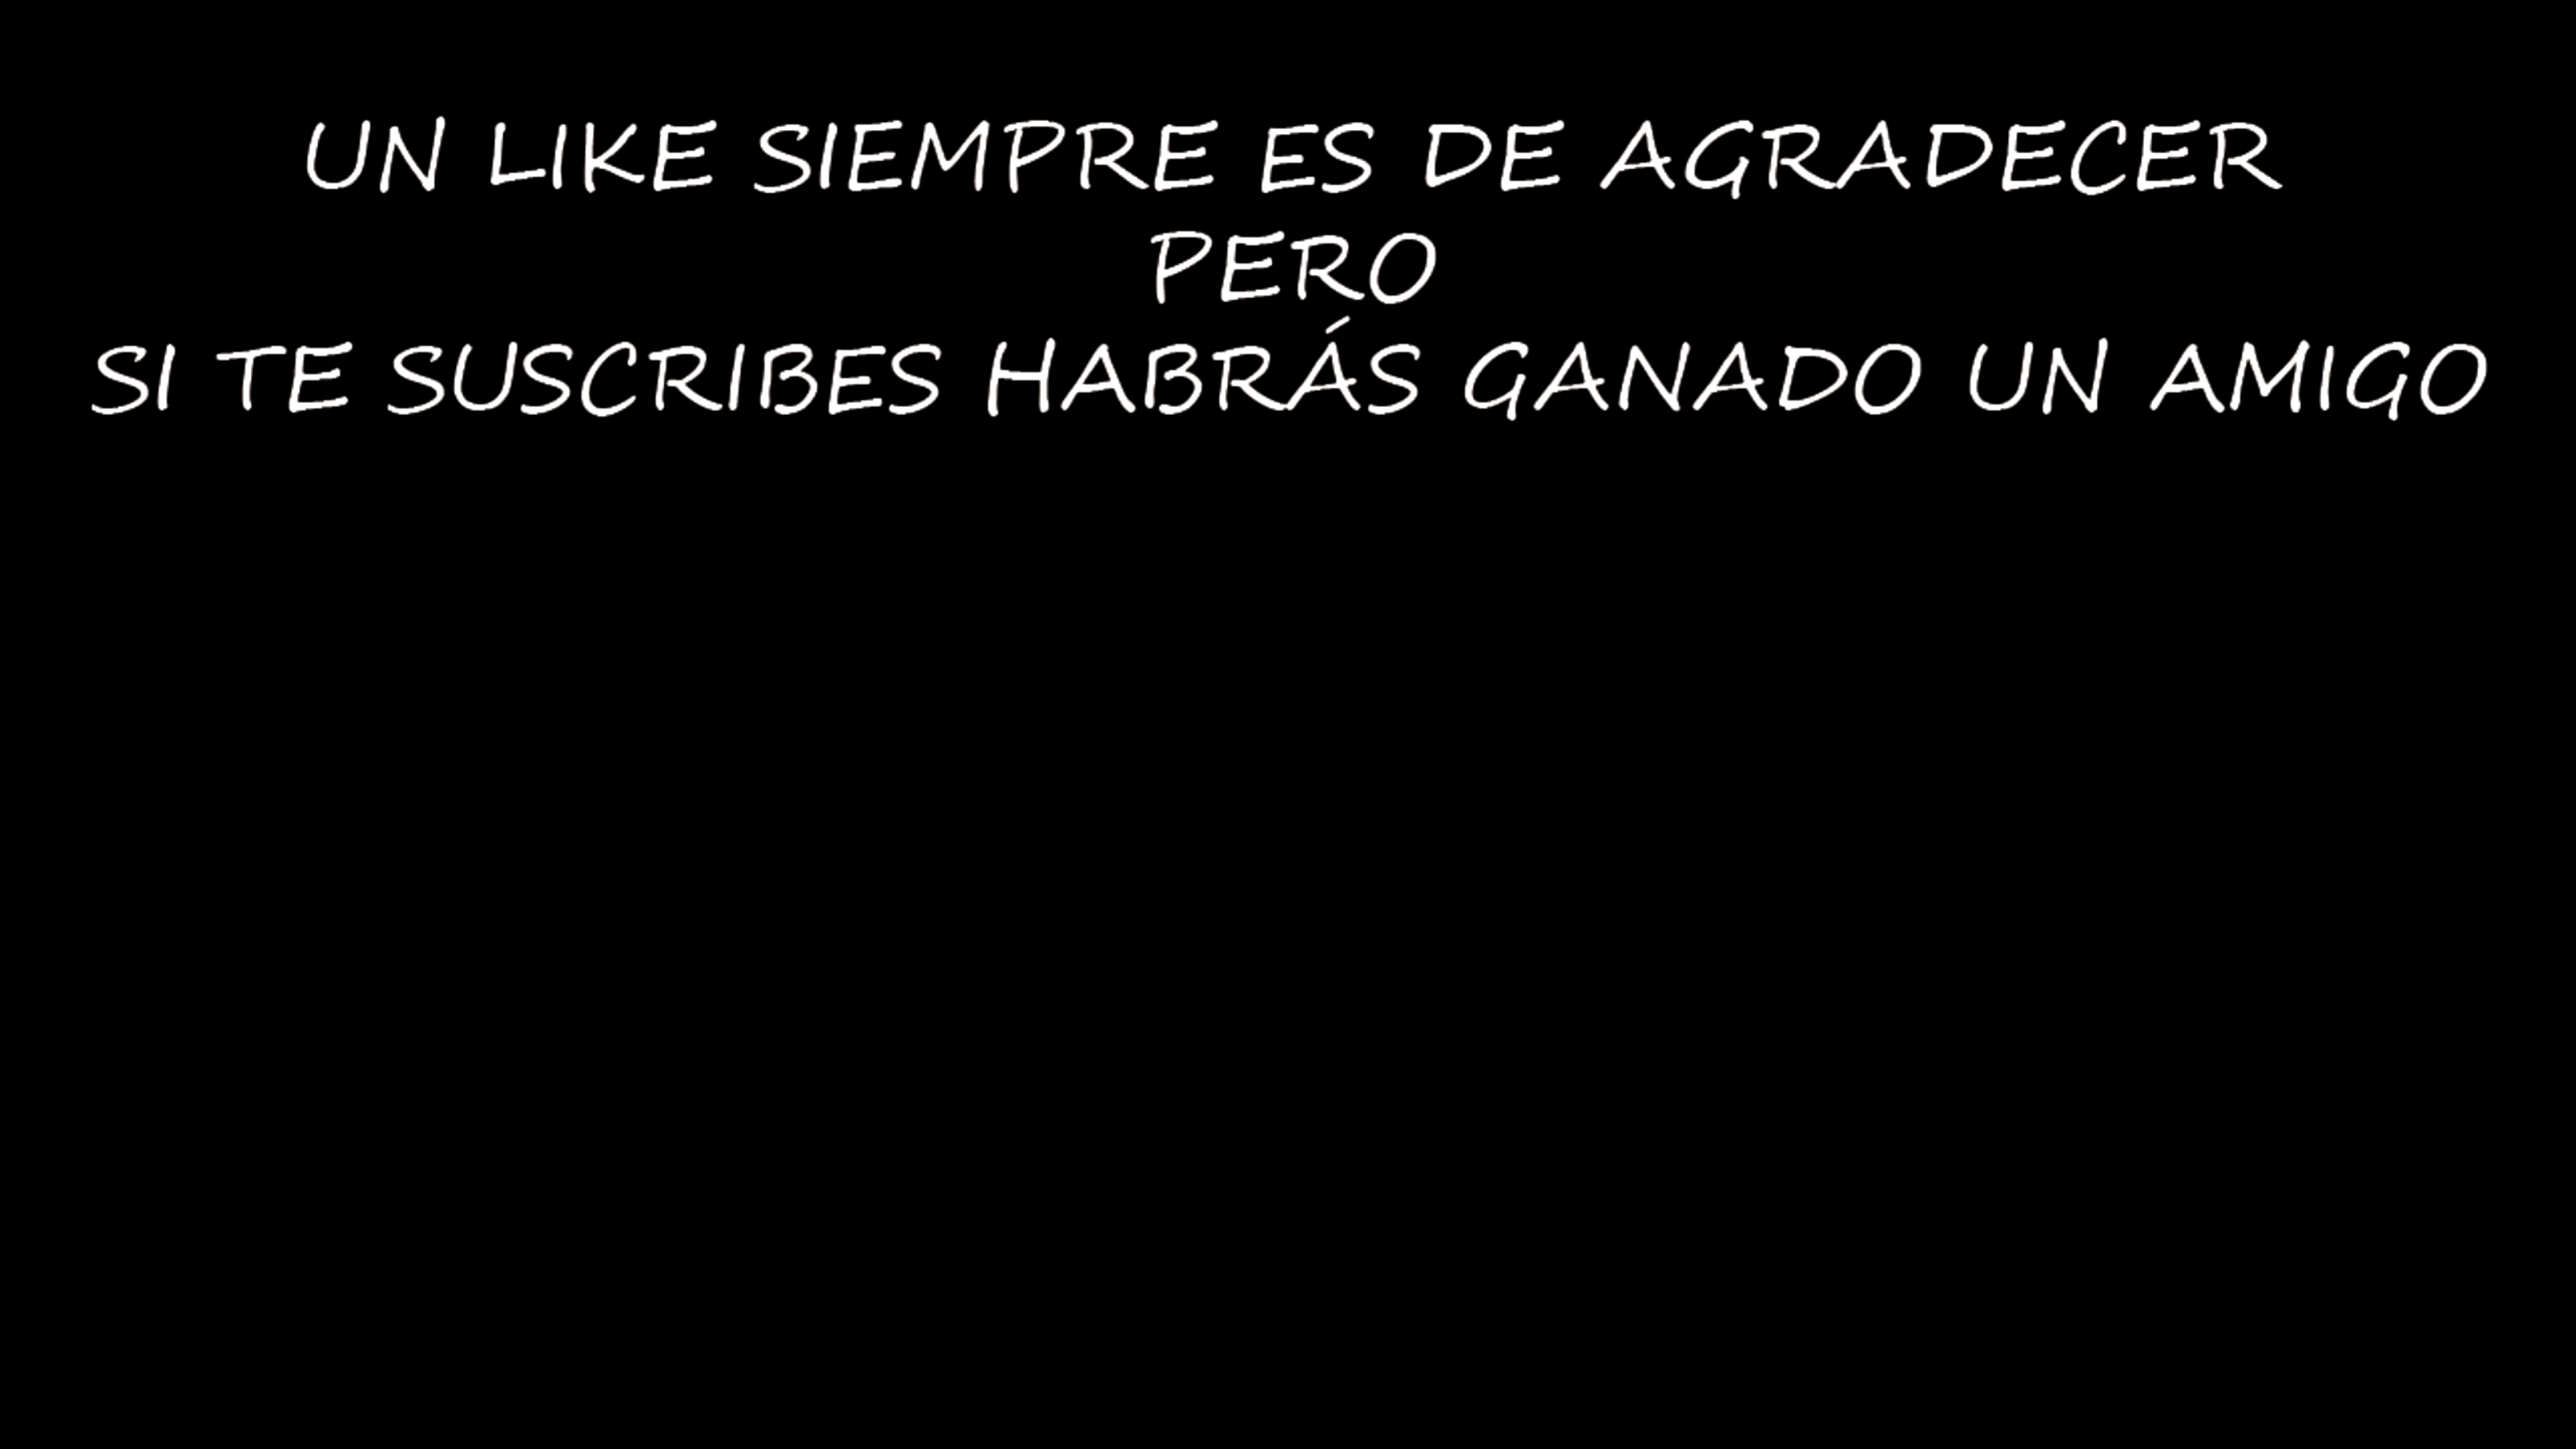 UN LIKE SIEMPRE ES DE AGRADECER
PERO
SI TE SUSCRIBES HABRÁS GANADO UN AMIGO